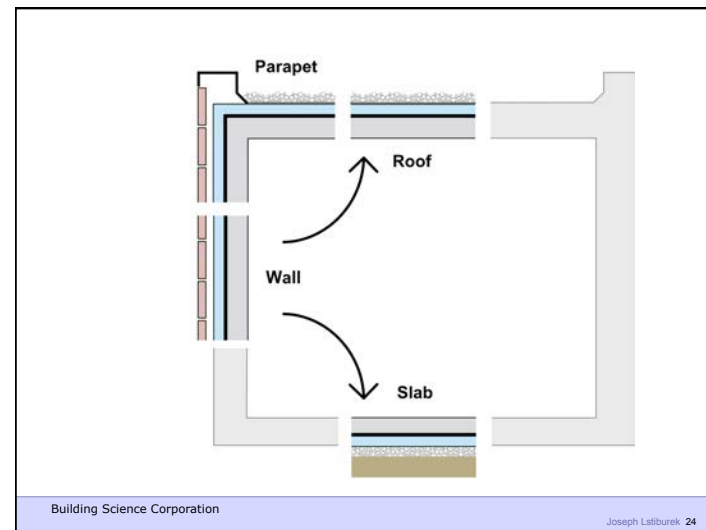 Parapet
Roof
Wall
Slab
Building Science Corporation
Joseph Lstiburek 24